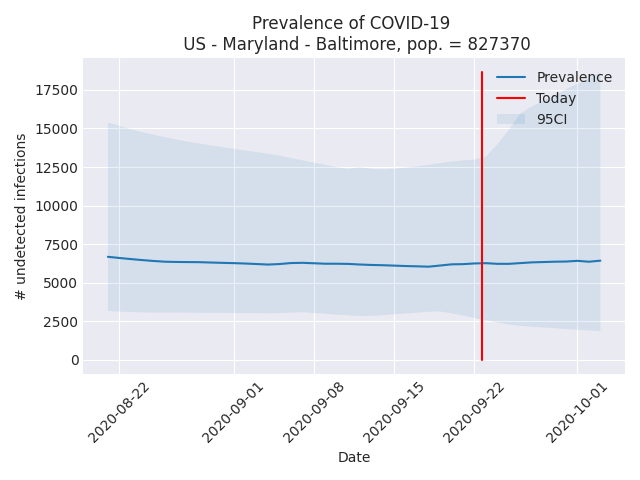 Prevalence of COVID-19
US - Maryland - Baltimore, pop. = 827370
Prevalence
Today
95CI
17500
15000
12500
10000
7500
5000
2500
0
# undetected infections
2020-08-22
2020-09-01
2020-09-08
2020-09-15
2020-09-22
2020-10-01
Date